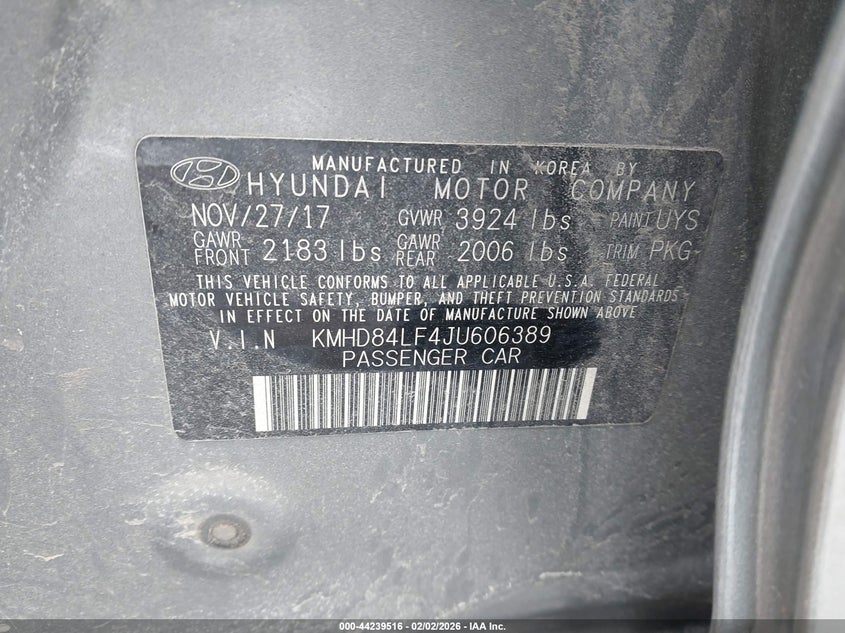 MANUFACTURED IN KOREA BY
HYUNDAI MOTOR COMPANY
NOV/27/17 GVWR 3924 lbs PAINT UYS
GAWR FRONT 2183 lbs GAWR REAR 2006 lbs TRIM PKG
THIS VEHICLE CONFORMS TO ALL APPLICABLE U.S.A. FEDERAL
MOTOR VEHICLE SAFETY, BUMPER, AND THEFT PREVENTION STANDARDS
IN EFFECT ON THE DATE OF MANUFACTURE SHOWN ABOVE
V.I.N KMHD84LF4JU606389
PASSENGER CAR
000-44239516 - 02/02/2026 - IAA Inc.